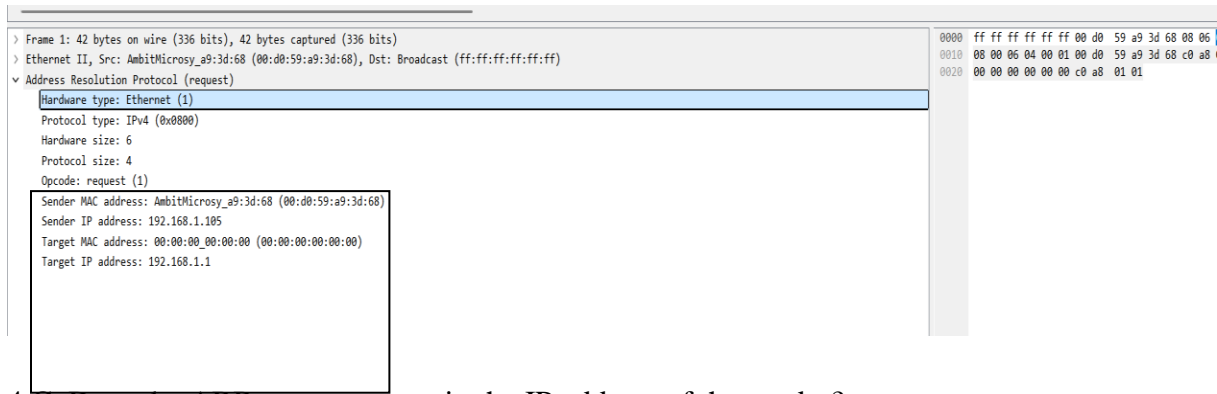 > Frame 1: 42 bytes on wire (336 bits), 42 bytes captured (336 bits)
> Ethernet II, Src: AmbitMicrosy_a9:3d:68 (00:d0:59:a9:3d:68), Dst: Broadcast (ff:ff:ff:ff:ff:ff)
v Address Resolution Protocol (request)
Hardware type: Ethernet (1)
Protocol type: IPv4 (0x0800)
Hardware size: 6
Protocol size: 4
Opcode: request (1)
Sender MAC address: AmbitMicrosy_a9:3d:68 (00:d0:59:a9:3d:68)
Sender IP address: 192.168.1.105
Target MAC address: 00:00:00_00:00:00 (00:00:00:00:00:00)
Target IP address: 192.168.1.1
0000 ff ff ff ff ff ff 00 d0 59 a9 3d 68 08 06
0010 08 00 06 04 00 01 00 d0 59 a9 3d 68 c0 a8
0020 00 00 00 00 00 00 c0 a8 01 01
in the IP address of the sender?